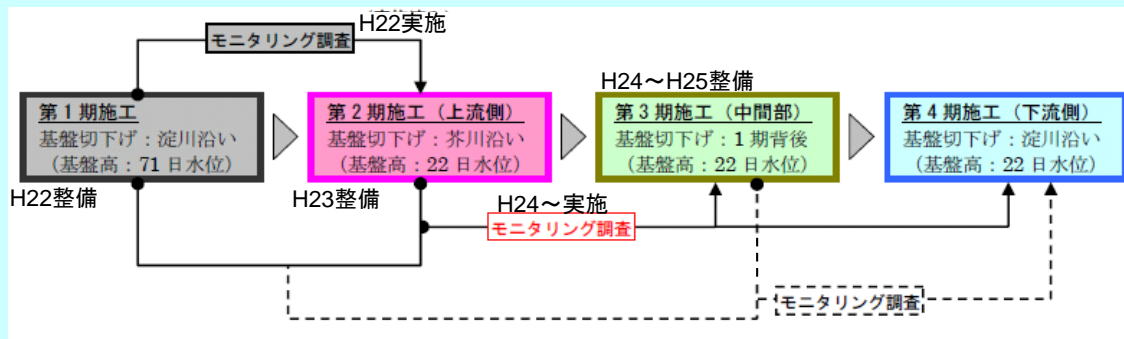 H22実施
モニタリング調査
H24～H25整備
第1期施工
基盤切下げ：淀川沿い
（基盤高：71日水位）
第2期施工（上流側）
基盤切下げ：芥川沿い
（基盤高：22日水位）
第3期施工（中間部）
基盤切下げ：1期背後
（基盤高：22日水位）
第4期施工（下流側）
基盤切下げ：淀川沿い
（基盤高：22日水位）
H22整備
H23整備
H24～実施
モニタリング調査
モニタリング調査